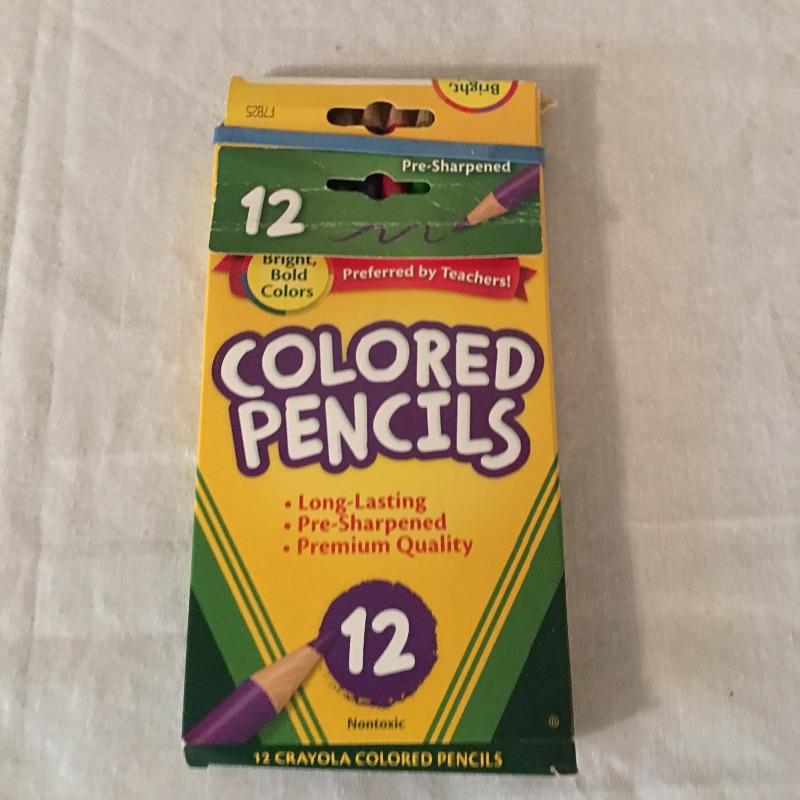 Bright,
F7825
Pre-Sharpened
12
Bright,
Bold
Colors
Preferred by Teachers!
COLORED
PENCILS
• Long-Lasting
• Pre-Sharpened
• Premium Quality
12
Nontoxic
12 CRAYOLA COLORED PENCILS